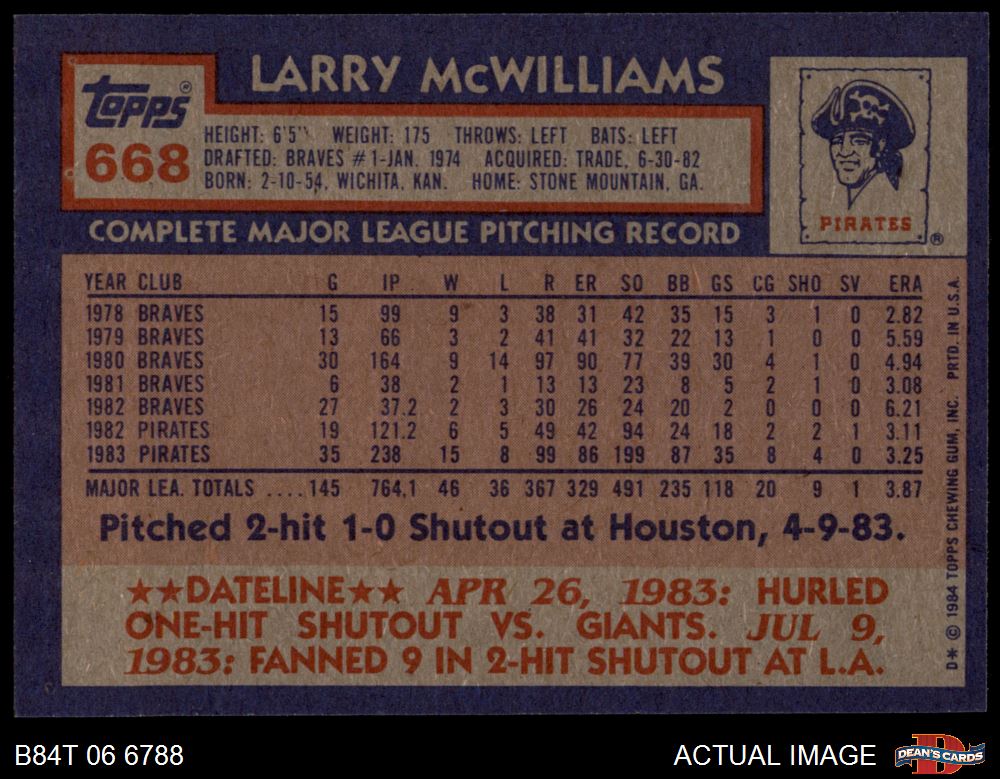 LARRY McWILLIAMS
Topps®
668
HEIGHT: 6'5" WEIGHT: 175 THROWS: LEFT BATS: LEFT
DRAFTED: BRAVES #1-JAN. 1974 ACQUIRED: TRADE, 6-30-82
BORN: 2-10-54, WICHITA, KAN. HOME: STONE MOUNTAIN, GA.
PIRATES ®
COMPLETE MAJOR LEAGUE PITCHING RECORD
YEAR CLUB G IP W L R ER SO BB GS CG SHO SV ERA
1978 BRAVES 15 99 9 3 38 31 42 35 15 3 1 0 2.82
1979 BRAVES 13 66 3 2 41 41 32 22 13 1 0 0 5.59
1980 BRAVES 30 164 9 14 97 90 77 39 30 4 1 0 4.94
1981 BRAVES 6 38 2 1 13 13 23 8 5 2 1 0 3.08
1982 BRAVES 27 37.2 2 3 30 26 24 20 2 0 0 0 6.21
1982 PIRATES 19 121.2 6 5 49 42 94 24 18 2 2 1 3.11
1983 PIRATES 35 238 15 8 99 86 199 87 35 8 4 0 3.25
MAJOR LEA. TOTALS ....145 764.1 46 36 367 329 491 235 118 20 9 1 3.87
Pitched 2-hit 1-0 Shutout at Houston, 4-9-83.
★★DATELINE★★ APR 26, 1983: HURLED
ONE-HIT SHUTOUT VS. GIANTS. JUL 9,
1983: FANNED 9 IN 2-HIT SHUTOUT AT L.A.
D* © 1984 TOPPS CHEWING GUM, INC. PRTD. IN U.S.A.
B84T 06 6788
ACTUAL IMAGE
DEAN'S CARDS